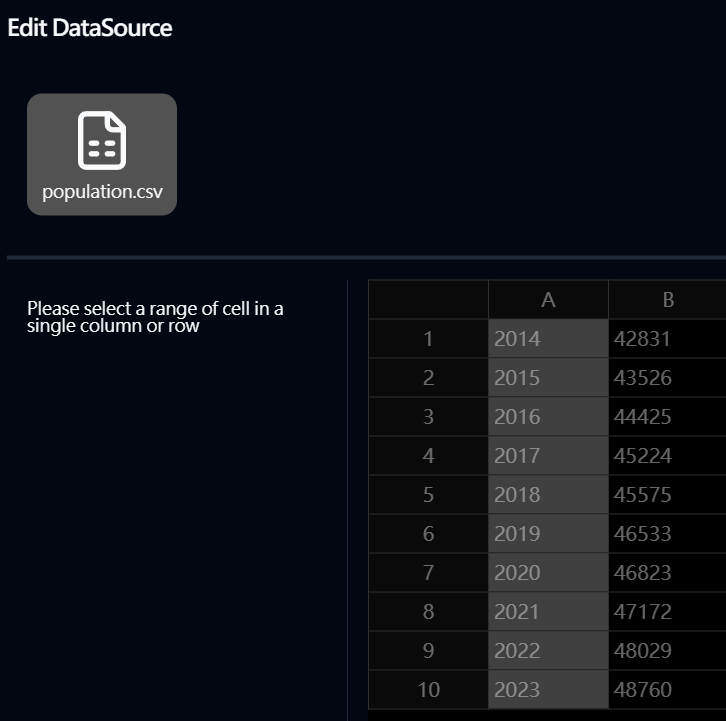 Edit DataSource
population.csv
Please select a range of cell in a
single column or row
A B
1 2014 42831
2 2015 43526
3 2016 44425
4 2017 45224
5 2018 45575
6 2019 46533
7 2020 46823
8 2021 47172
9 2022 48029
10 2023 48760